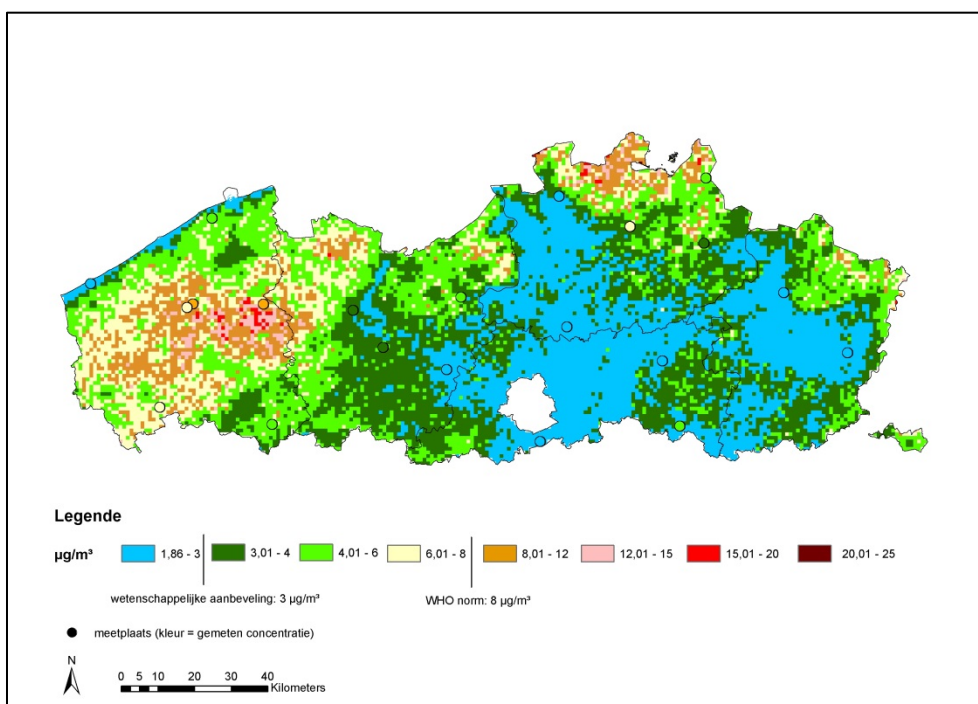 Legende
µg/m³ 1,86 - 3 3,01 - 4 4,01 - 6 6,01 - 8 8,01 - 12 12,01 - 15 15,01 - 20 20,01 - 25
wetenschappelijke aanbeveling: 3 µg/m³ WHO norm: 8 µg/m³
meetplaats (kleur = gemeten concentratie)
N
0 5 10 20 30 40
Kilometers